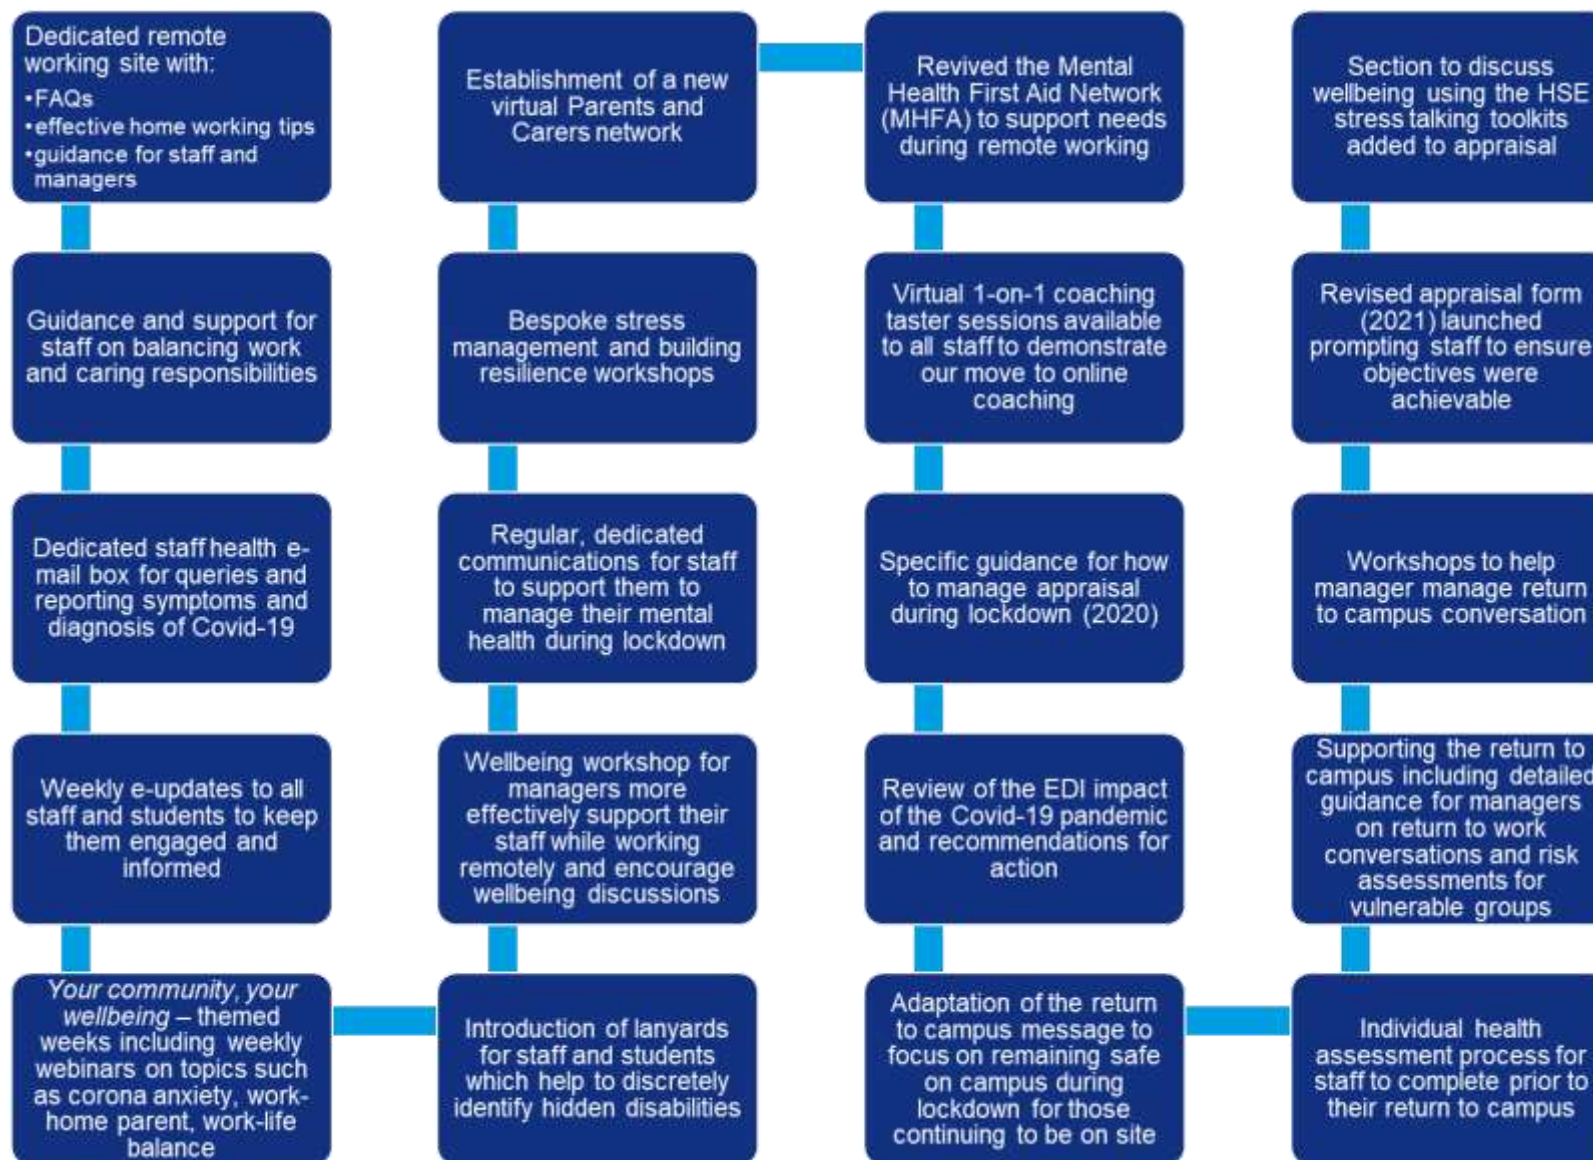 Dedicated remote
working site with:
•FAQs
•effective home working tips
•guidance for staff and
managers
Guidance and support for
staff on balancing work
and caring responsibilities
Dedicated staff health e-
mail box for queries and
reporting symptoms and
diagnosis of Covid-19
Weekly e-updates to all
staff and students to keep
them engaged and
informed
Your community, your
wellbeing – themed
weeks including weekly
webinars on topics such
as corona anxiety, work-
home parent, work-life
balance
Introduction of lanyards
for staff and students
which help to discretely
identify hidden disabilities
Wellbeing workshop for
managers more
effectively support their
staff while working
remotely and encourage
wellbeing discussions
Regular, dedicated
communications for staff
to support them to
manage their mental
health during lockdown
Bespoke stress
management and building
resilience workshops
Establishment of a new
virtual Parents and
Carers network
Revived the Mental
Health First Aid Network
(MHFA) to support needs
during remote working
Virtual 1-on-1 coaching
taster sessions available
to all staff to demonstrate
our move to online
coaching
Specific guidance for how
to manage appraisal
during lockdown (2020)
Review of the EDI impact
of the Covid-19 pandemic
and recommendations for
action
Adaptation of the return
to campus message to
focus on remaining safe
on campus during
lockdown for those
continuing to be on site
Individual health
assessment process for
staff to complete prior to
their return to campus
Supporting the return to
campus including detailed
guidance for managers
on return to work
conversations and risk
assessments for
vulnerable groups
Workshops to help
manager manage return
to campus conversation
Revised appraisal form
(2021) launched
prompting staff to ensure
objectives were
achievable
Section to discuss
wellbeing using the HSE
stress talking toolkits
added to appraisal